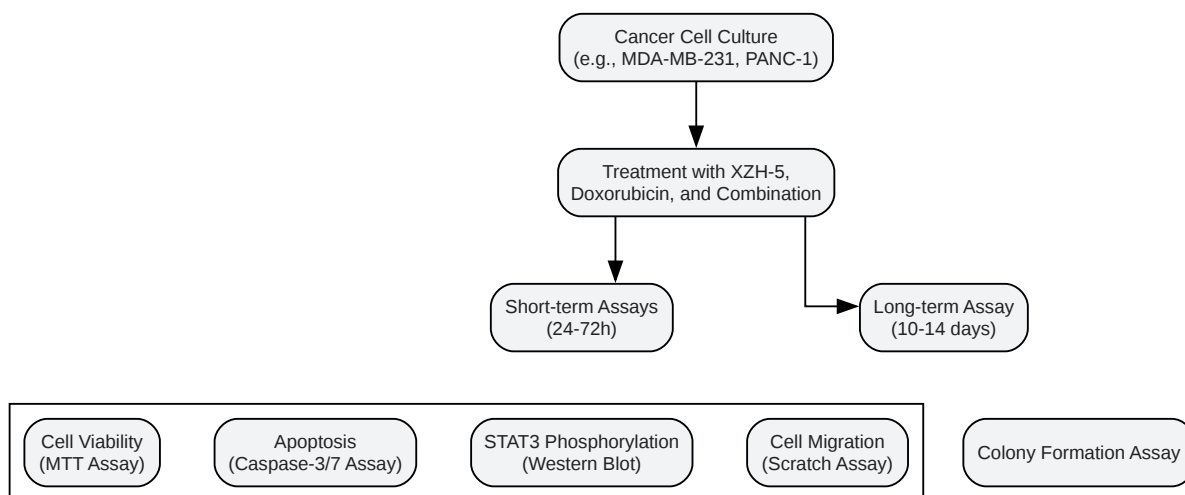 Cancer Cell Culture
(e.g., MDA-MB-231, PANC-1)
Treatment with XZH-5,
Doxorubicin, and Combination
Short-term Assays
(24-72h)
Long-term Assay
(10-14 days)
Cell Viability
(MTT Assay)
Apoptosis
(Caspase-3/7 Assay)
STAT3 Phosphorylation
(Western Blot)
Cell Migration
(Scratch Assay)
Colony Formation Assay